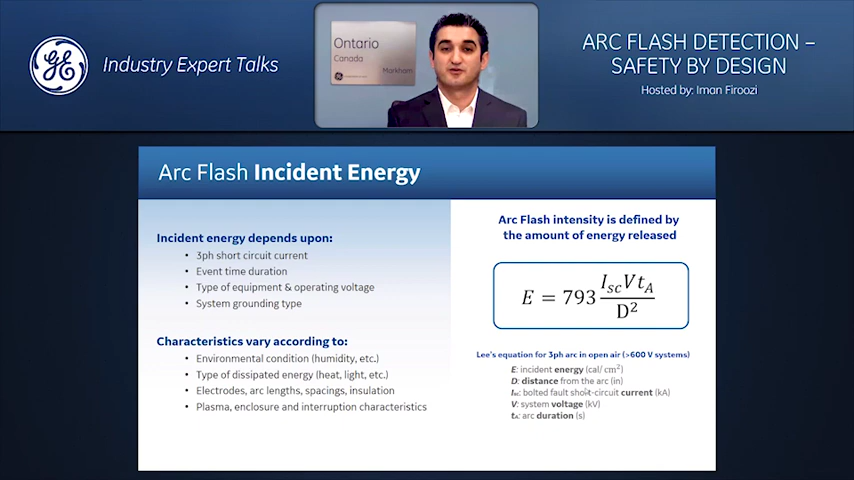 GE
Industry Expert Talks
Ontario
Canada
Markham
ARC FLASH DETECTION –
SAFETY BY DESIGN
Hosted by: Iman Firoozi
Arc Flash Incident Energy
Incident energy depends upon:
• 3ph short circuit current
• Event time duration
• Type of equipment & operating voltage
• System grounding type
Characteristics vary according to:
• Environmental condition (humidity, etc.)
• Type of dissipated energy (heat, light, etc.)
• Electrodes, arc lengths, spacings, insulation
• Plasma, enclosure and interruption characteristics
Arc Flash intensity is defined by
the amount of energy released
E = 793 I_sc V t_A / D²
Lee's equation for 3ph arc in open air (>600 V systems)
E: incident energy (cal/ cm²)
D: distance from the arc (in)
I_sc: bolted fault short-circuit current (kA)
V: system voltage (kV)
t_A: arc duration (s)